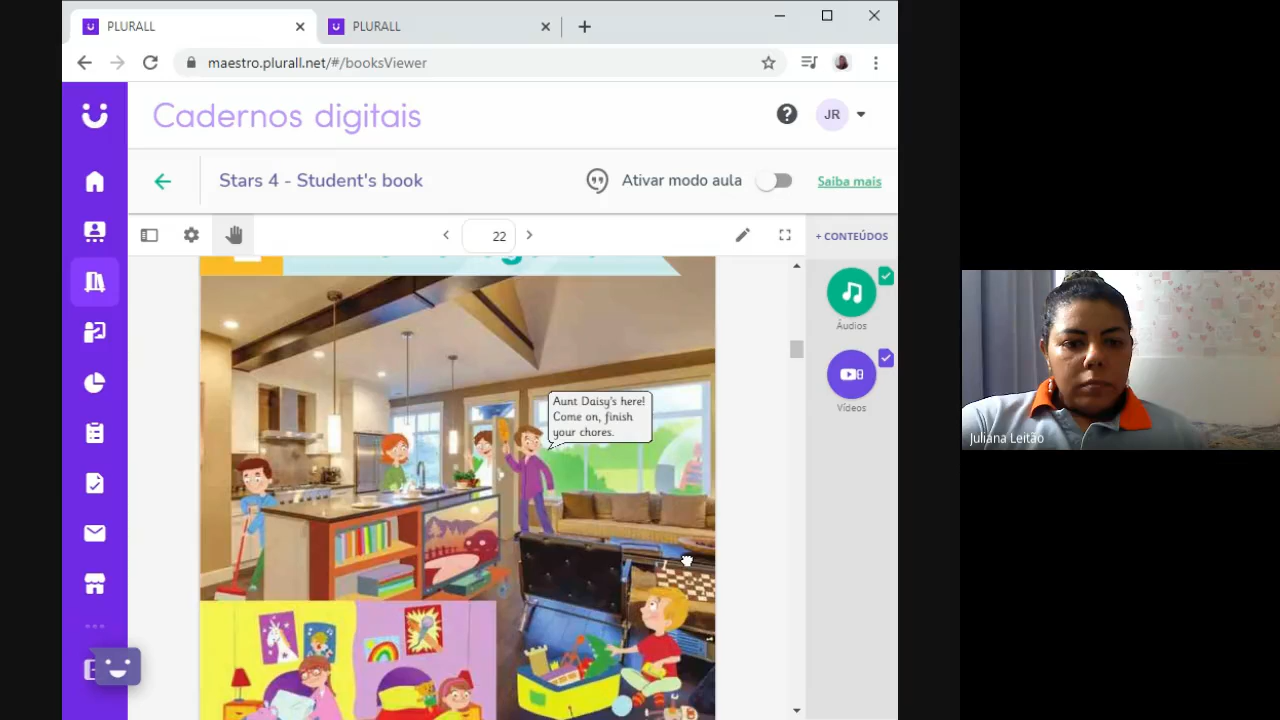 PLURALL
PLURALL
maestro.plurall.net/#/booksViewer
Cadernos digitais
JR
Stars 4 - Student's book
Ativar modo aula
Saiba mais
22
+ CONTEÚDOS
Áudios
Vídeos
Aunt Daisy's here!
Come on, finish
your chores.
Juliana Leitão